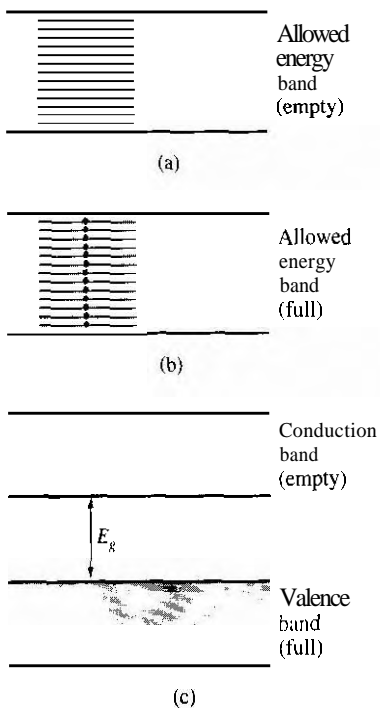 Allowed
energy
band
(empty)
(a)
Allowed
energy
band
(full)
(b)
Conduction
band
(empty)
E_g
Valence
band
(full)
(c)